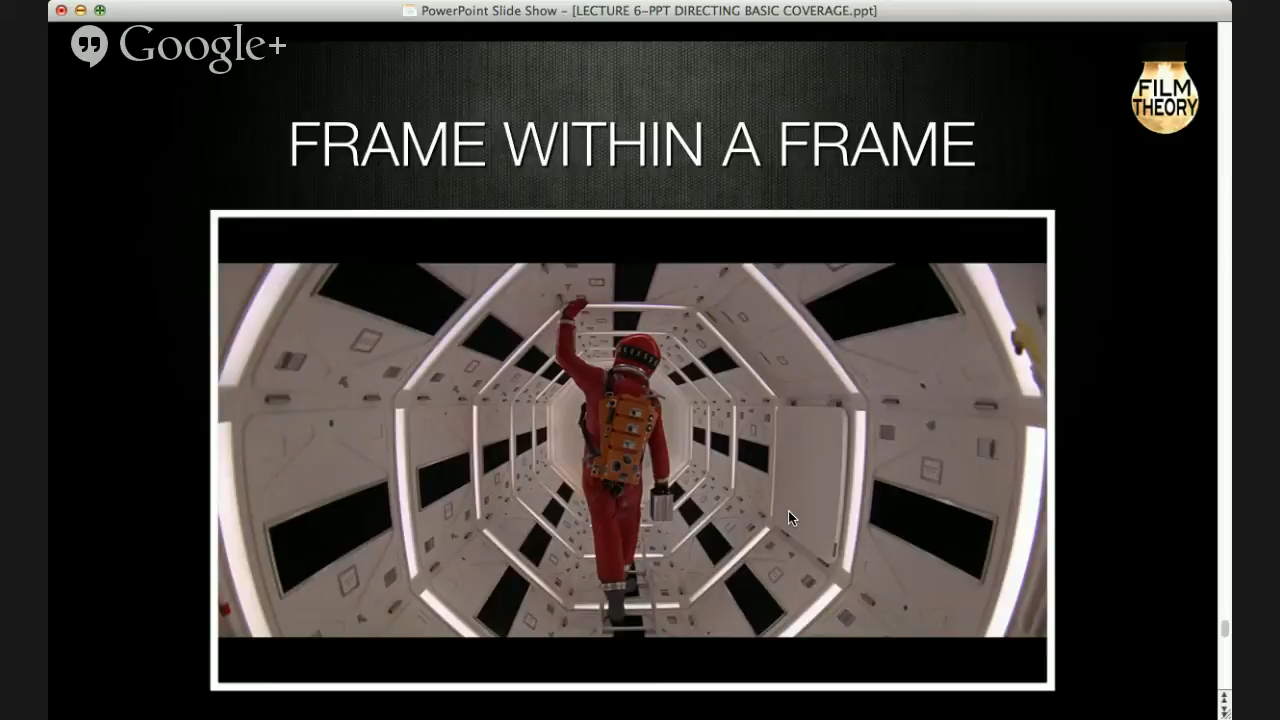 PowerPoint Slide Show - [LECTURE 6-PPT DIRECTING BASIC COVERAGE.ppt]
Google+
FILM
THEORY
FRAME WITHIN A FRAME